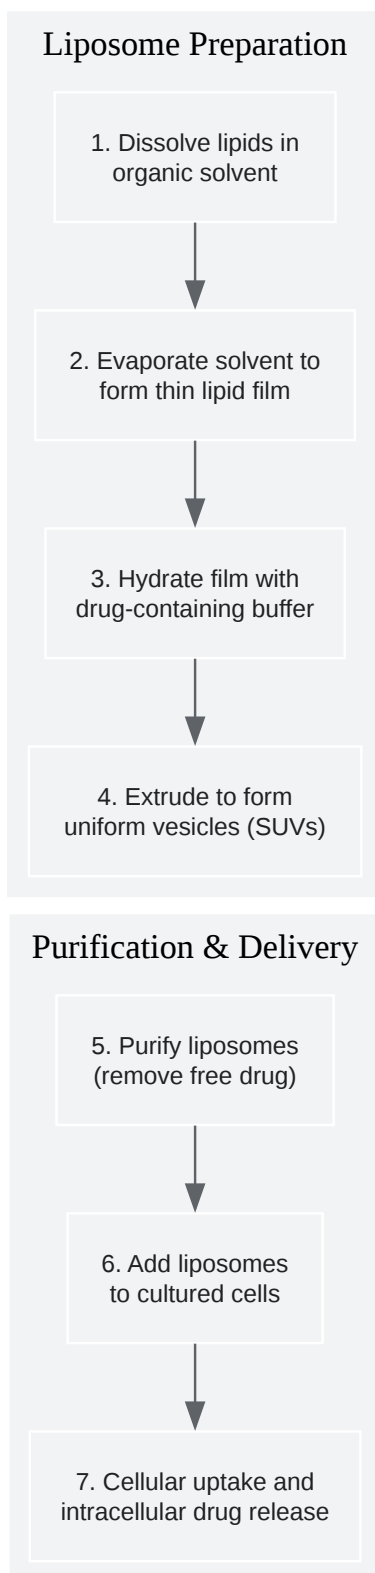 Liposome Preparation
1. Dissolve lipids in
organic solvent
2. Evaporate solvent to
form thin lipid film
3. Hydrate film with
drug-containing buffer
4. Extrude to form
uniform vesicles (SUVs)
Purification & Delivery
5. Purify liposomes
(remove free drug)
6. Add liposomes
to cultured cells
7. Cellular uptake and
intracellular drug release